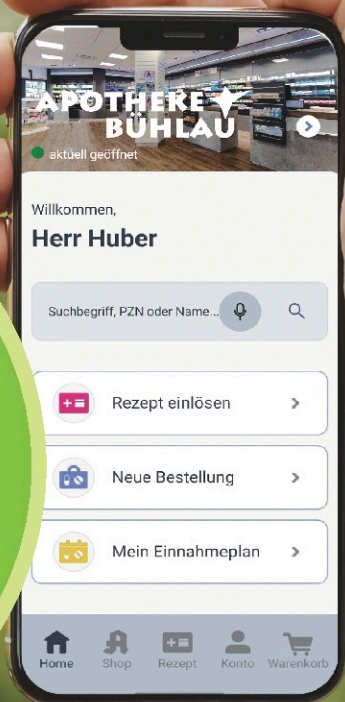 APOTHEKE
BÜHLAU
aktuell geöffnet
Willkommen,
Herr Huber
Suchbegriff, PZN oder Name...
Rezept einlösen
Neue Bestellung
Mein Einnahmeplan
Home Shop Rezept Konto Warenkorb